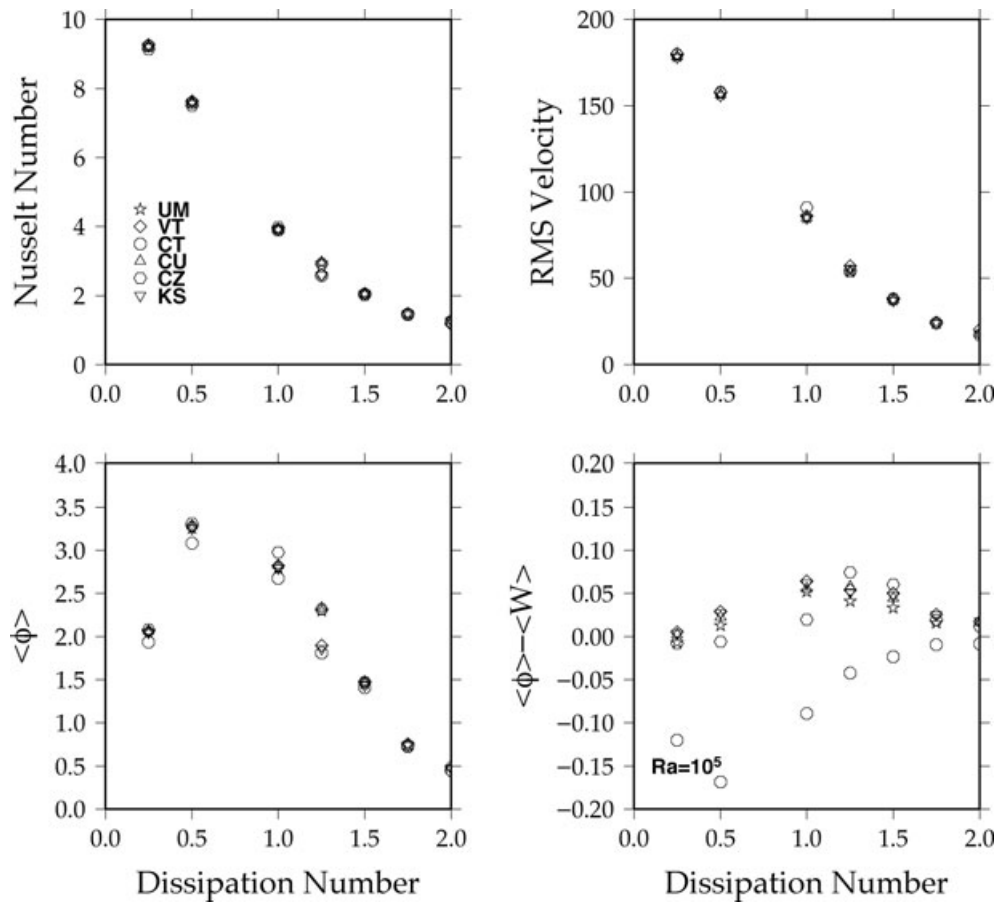 10
8
6
4
2
0
Nusselt Number
UM
VT
CT
CU
CZ
KS
0.0 0.5 1.0 1.5 2.0
200
150
100
50
0
RMS Velocity
0.0 0.5 1.0 1.5 2.0
4.0
3.5
3.0
2.5
2.0
1.5
1.0
0.5
0.0
<ϕ>
0.0 0.5 1.0 1.5 2.0
Dissipation Number
0.20
0.15
0.10
0.05
0.00
−0.05
−0.10
−0.15
−0.20
<ϕ>−<W>
Ra=10⁵
0.0 0.5 1.0 1.5 2.0
Dissipation Number